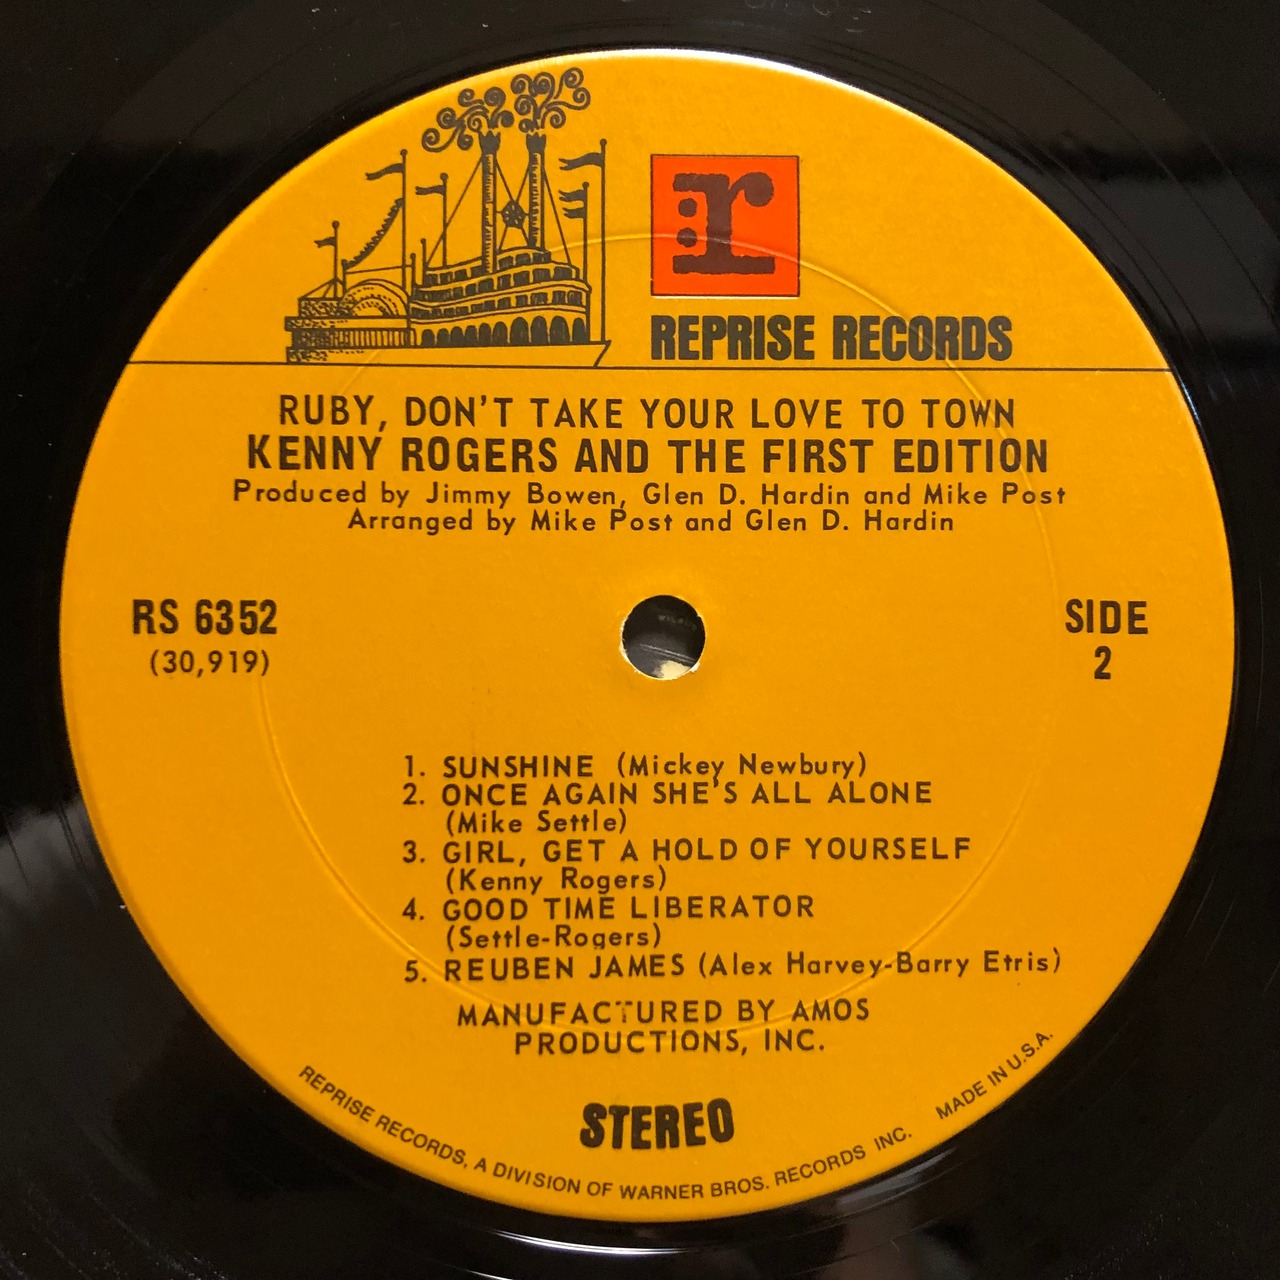 r
REPRISE RECORDS
RUBY, DON'T TAKE YOUR LOVE TO TOWN
KENNY ROGERS AND THE FIRST EDITION
Produced by Jimmy Bowen, Glen D. Hardin and Mike Post
Arranged by Mike Post and Glen D. Hardin
RS 6352
(30,919)
SIDE
2
1. SUNSHINE (Mickey Newbury)
2. ONCE AGAIN SHE'S ALL ALONE
(Mike Settle)
3. GIRL, GET A HOLD OF YOURSELF
(Kenny Rogers)
4. GOOD TIME LIBERATOR
(Settle-Rogers)
5. REUBEN JAMES (Alex Harvey-Barry Etris)
MANUFACTURED BY AMOS
PRODUCTIONS, INC.
STEREO
REPRISE RECORDS, A DIVISION OF WARNER BROS. RECORDS INC. MADE IN U.S.A.